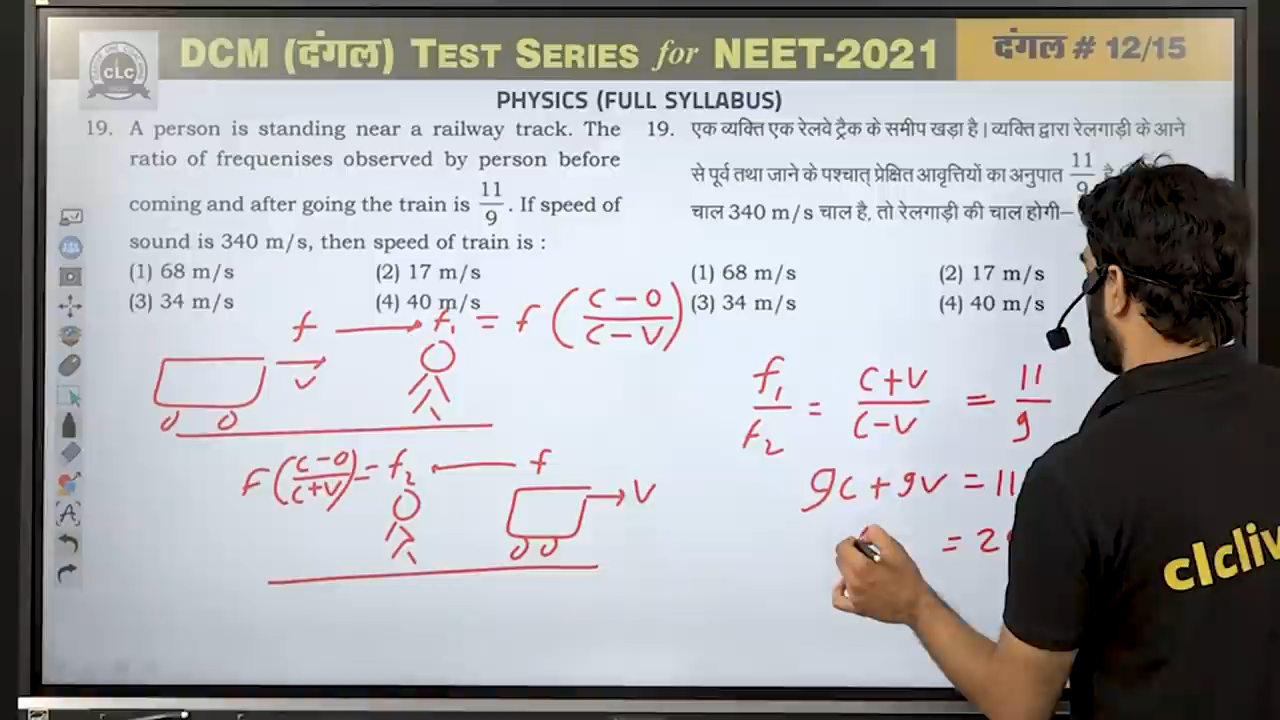 DCM (दंगल) TEST SERIES for NEET-2021
दंगल # 12/15
CLC
PHYSICS (FULL SYLLABUS)
19. A person is standing near a railway track. The
ratio of frequenises observed by person before
coming and after going the train is 11/9. If speed of
sound is 340 m/s, then speed of train is :
(1) 68 m/s (2) 17 m/s
(3) 34 m/s (4) 40 m/s
19. एक व्यक्ति एक रेलवे ट्रैक के समीप खड़ा है। व्यक्ति द्वारा रेलगाड़ी के आने
से पूर्व तथा जाने के पश्चात् प्रेक्षित आवृत्तियों का अनुपात 11/9
चाल 340 m/s चाल है, तो रेलगाड़ी की चाल होगी–
(1) 68 m/s (2) 17 m/s
(3) 34 m/s (4) 40 m/s
f f₁ = f (C-0/C-V)
v
F(C-0/C+V) = f₂ f
V
f₁/f₂ = C+V/C-V = 11/9
9C + 9V = 11
= 2
clcliv